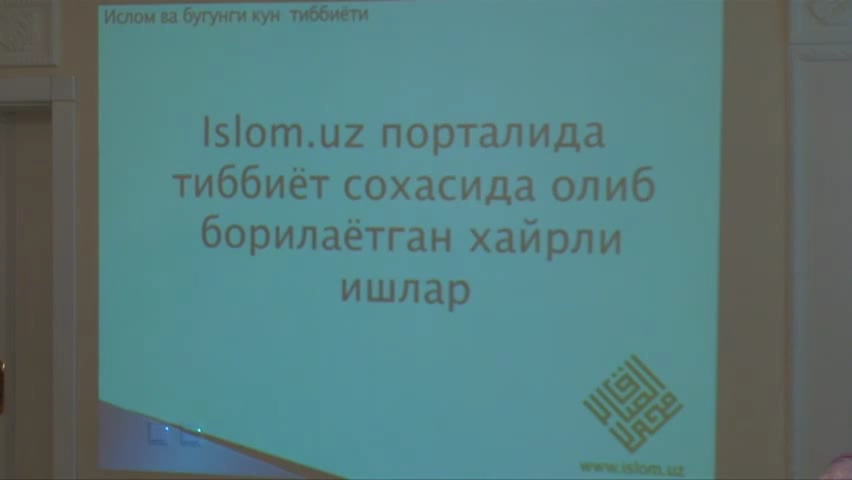 Ислом ва бугунги кун тиббиёти
Islom.uz порталида
тиббиёт сохасида олиб
борилаётган хайрли
ишлар
www.islom.uz